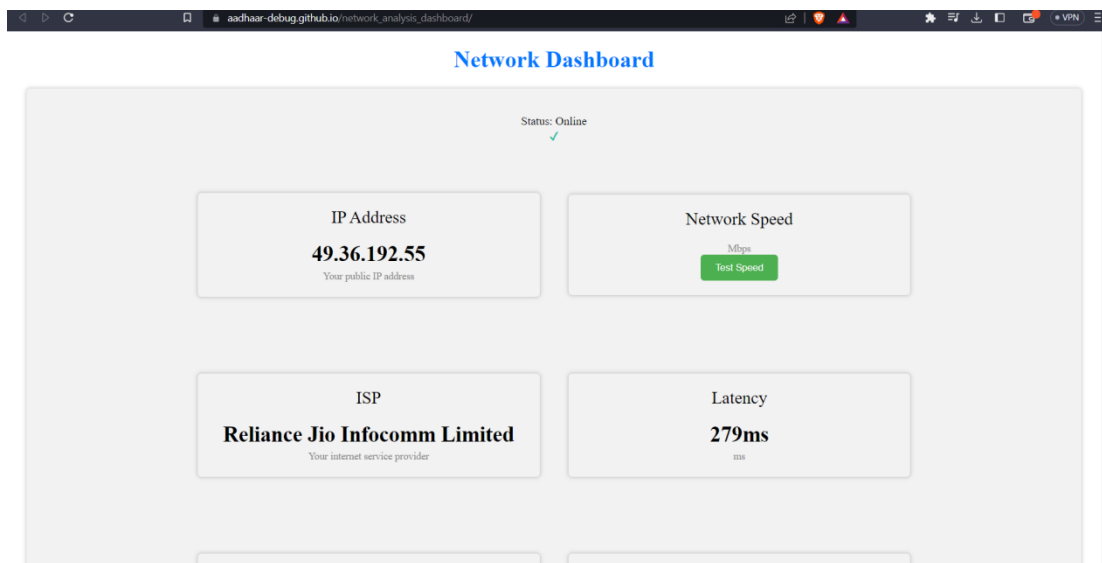 aadhaar-debug.github.io/network_analysis_dashboard/
VPN
Network Dashboard
Status: Online
IP Address
49.36.192.55
Your public IP address
Network Speed
Mbps
Test Speed
ISP
Reliance Jio Infocomm Limited
Your internet service provider
Latency
279ms
ms